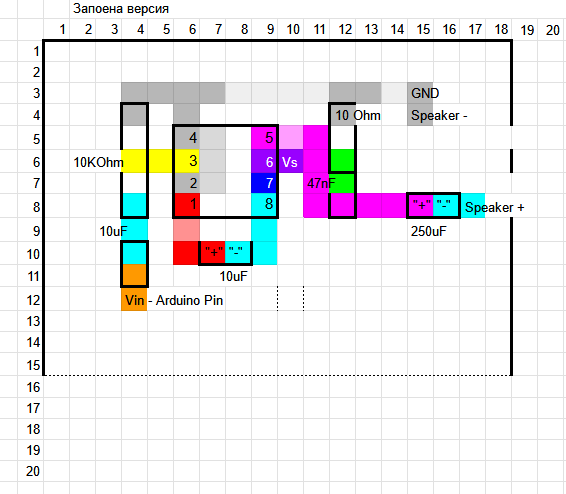 Запоена версия
1 2 3 4 5 6 7 8 9 10 11 12 13 14 15 16 17 18 19 20
1
2
3 GND
4 10 Ohm Speaker -
5 4 5
6 10KOhm 3 6 Vs
7 2 7 47nF
8 1 8 "+" "-" Speaker +
9 10uF 250uF
10 "+" "-"
11 10uF
12 Vin - Arduino Pin
13
14
15
16
17
18
19
20